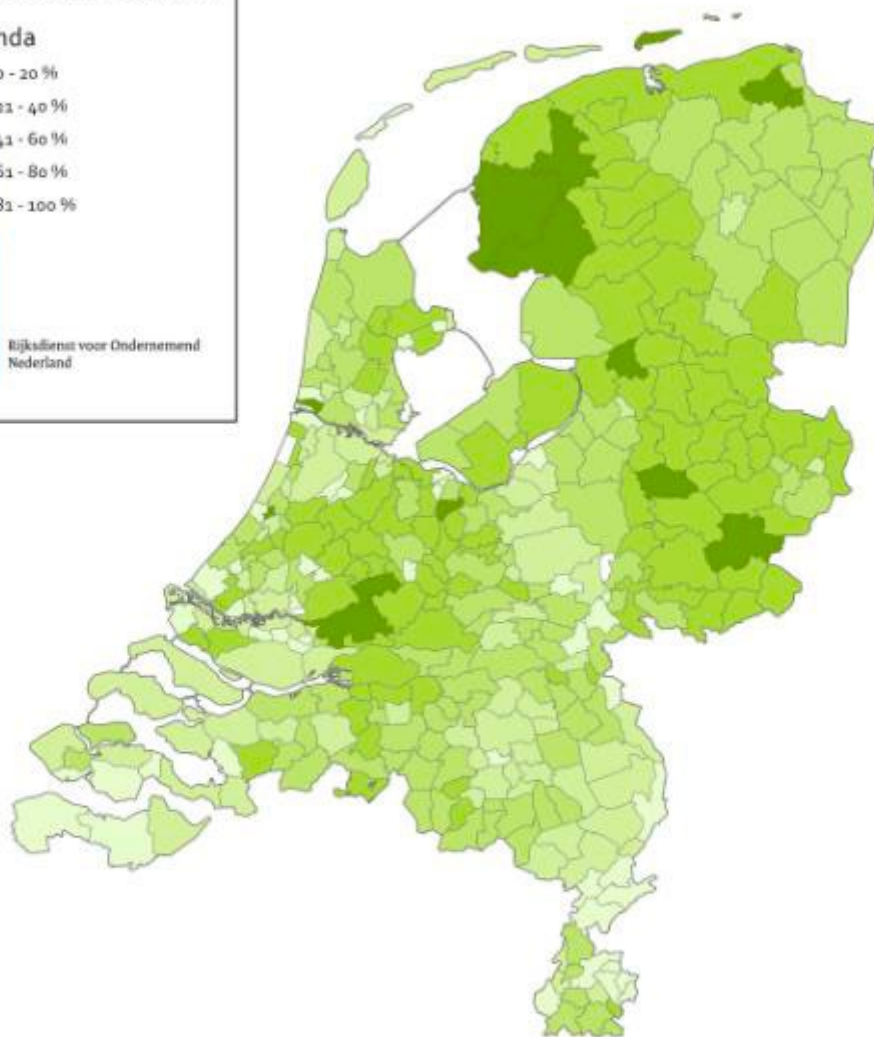 nda
0 - 20 %
21 - 40 %
41 - 60 %
61 - 80 %
81 - 100 %
Rijksdienst voor Ondernemend
Nederland